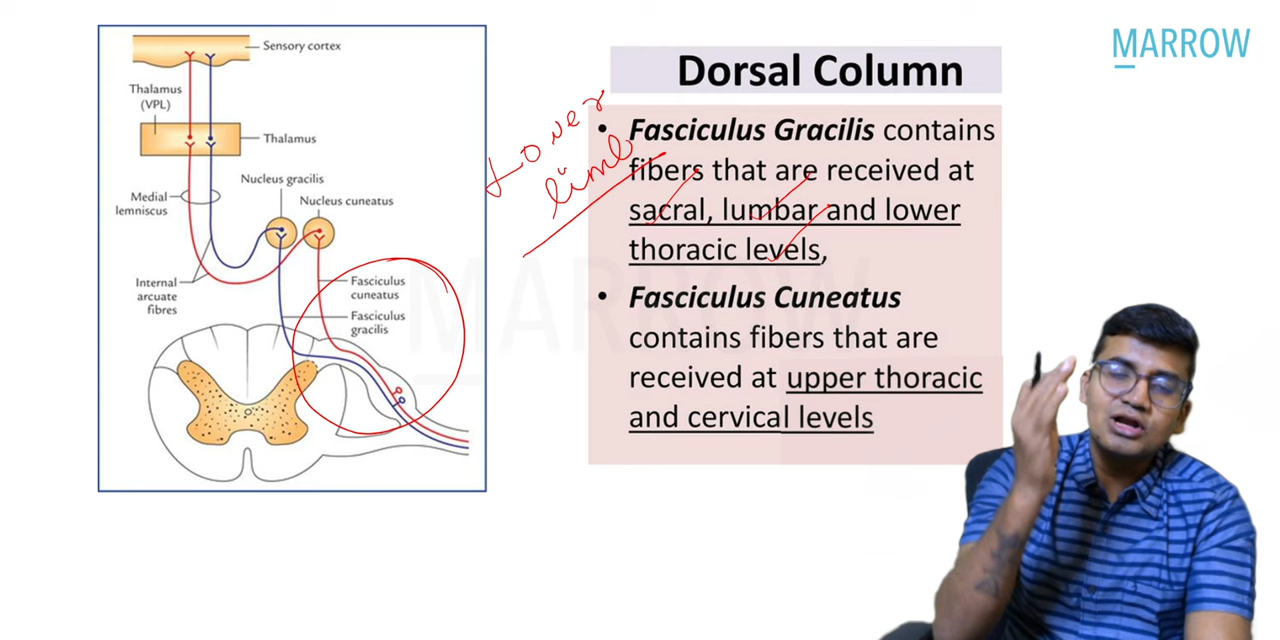 MARROW
Sensory cortex
Thalamus
(VPL)
Thalamus
Nucleus gracilis
Nucleus cuneatus
Medial
lemniscus
Internal
arcuate
fibres
Fasciculus
cuneatus
Fasciculus
gracilis
Lower
limb
Dorsal Column
• Fasciculus Gracilis contains
fibers that are received at
sacral, lumbar and lower
thoracic levels,
• Fasciculus Cuneatus
contains fibers that are
received at upper thoracic
and cervical levels
MARROW